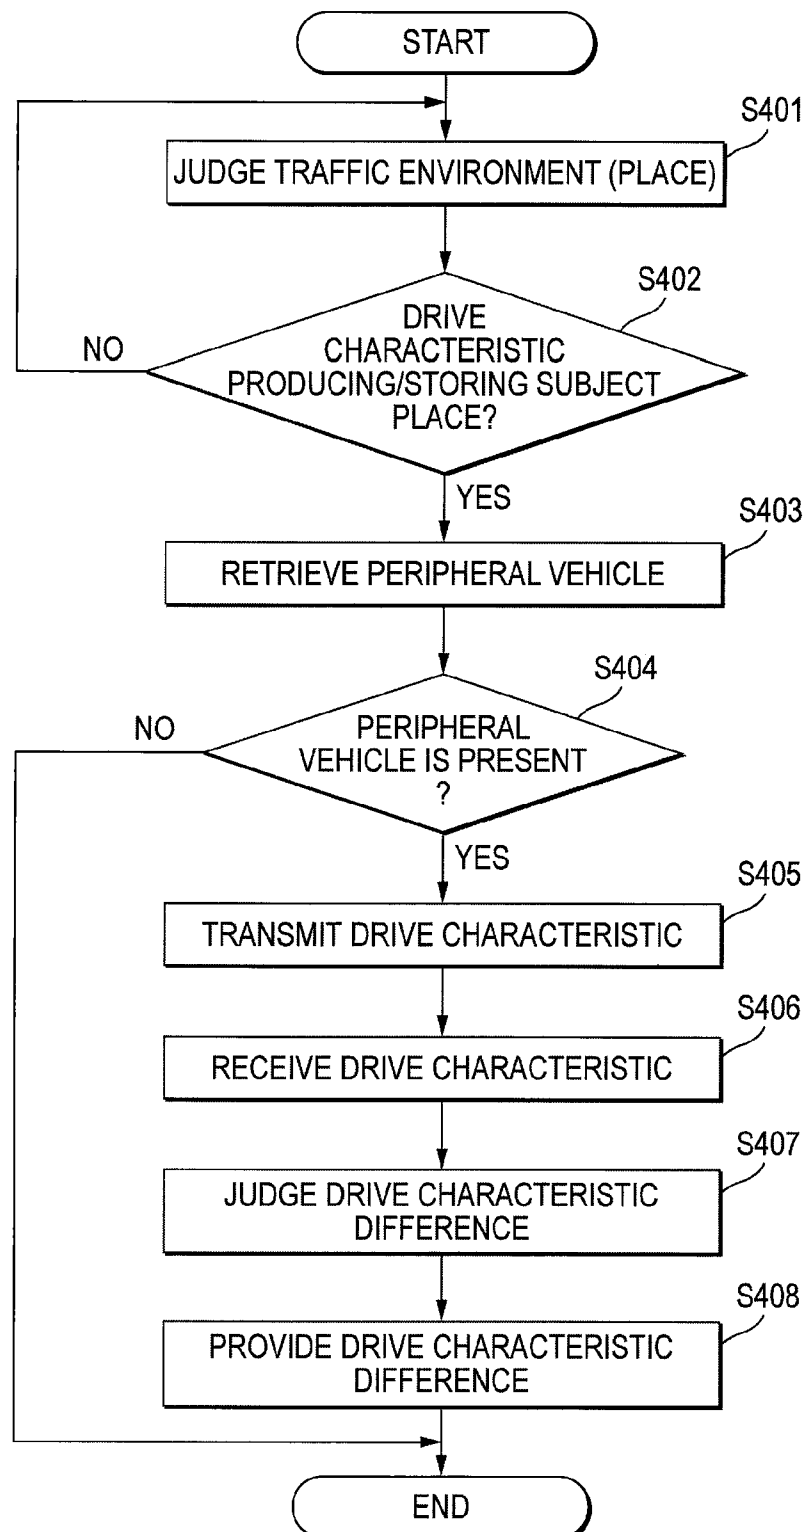 START
S401
JUDGE TRAFFIC ENVIRONMENT (PLACE)
S402
DRIVE
CHARACTERISTIC
PRODUCING/STORING SUBJECT
PLACE?
NO
YES
S403
RETRIEVE PERIPHERAL VEHICLE
S404
NO
PERIPHERAL
VEHICLE IS PRESENT
?
YES
S405
TRANSMIT DRIVE CHARACTERISTIC
S406
RECEIVE DRIVE CHARACTERISTIC
S407
JUDGE DRIVE CHARACTERISTIC
DIFFERENCE
S408
PROVIDE DRIVE CHARACTERISTIC
DIFFERENCE
END